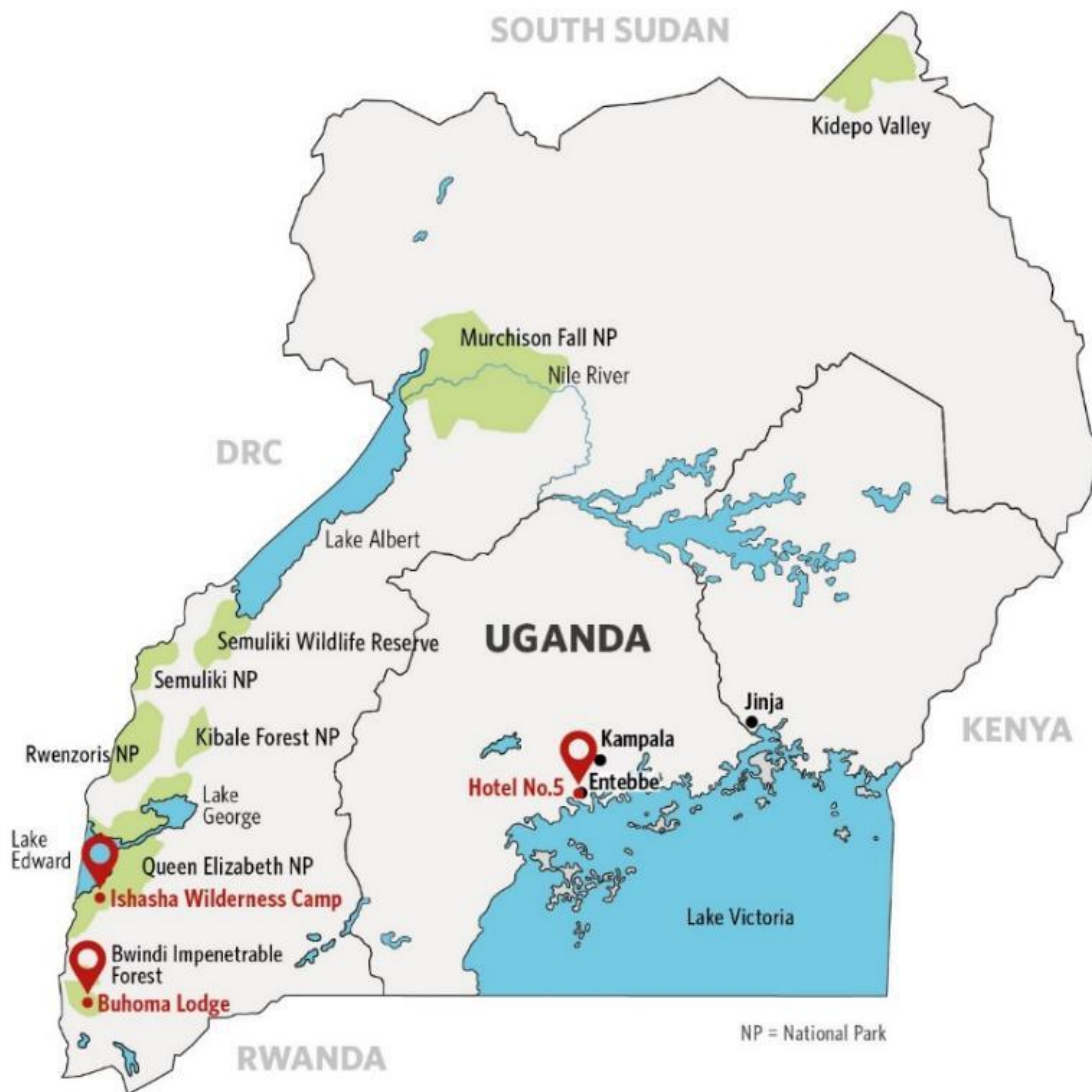 SOUTH SUDAN
Kidepo Valley
Murchison Fall NP
Nile River
DRC
Lake Albert
UGANDA
Semuliki Wildlife Reserve
Semuliki NP
Jinja
KENYA
Rwenzoris NP
Kibale Forest NP
Kampala
Hotel No.5
Entebbe
Lake
George
Lake
Edward
Queen Elizabeth NP
Ishasha Wilderness Camp
Lake Victoria
Bwindi Impenetrable
Forest
Buhoma Lodge
NP = National Park
RWANDA